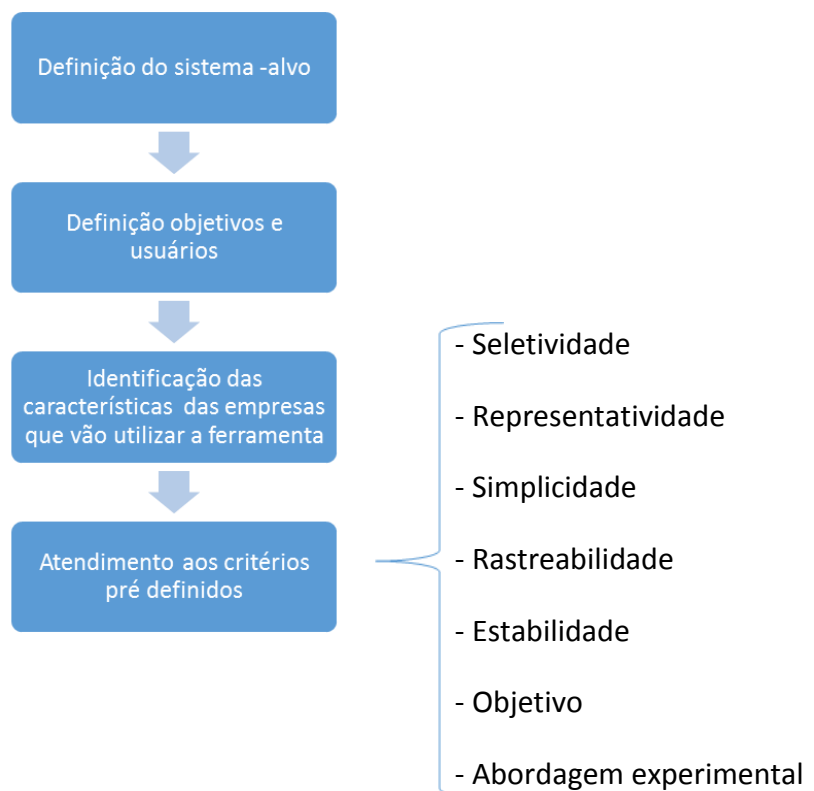 Definição do sistema -alvo
Definição objetivos e
usuários
Identificação das
características das empresas
que vão utilizar a ferramenta
Atendimento aos critérios
pré definidos
- Seletividade
- Representatividade
- Simplicidade
- Rastreabilidade
- Estabilidade
- Objetivo
- Abordagem experimental